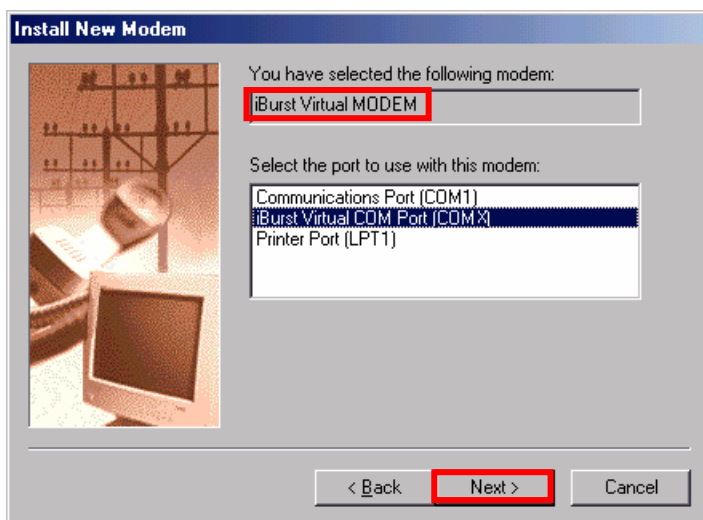 Install New Modem
You have selected the following modem:
iBurst Virtual MODEM
Select the port to use with this modem:
Communications Port (COM1)
iBurst Virtual COM Port (COMX)
Printer Port (LPT1)
< Back
Next >
Cancel